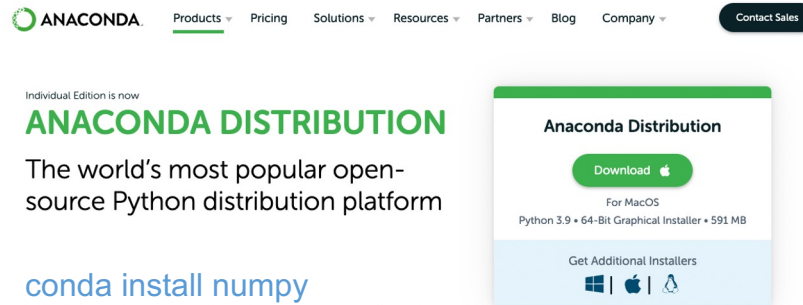 ANACONDA.
Products Pricing Solutions Resources Partners Blog Company Contact Sales
Individual Edition is now
ANACONDA DISTRIBUTION
The world's most popular open-
source Python distribution platform
conda install numpy
Anaconda Distribution
Download
For MacOS
Python 3.9 • 64-Bit Graphical Installer • 591 MB
Get Additional Installers